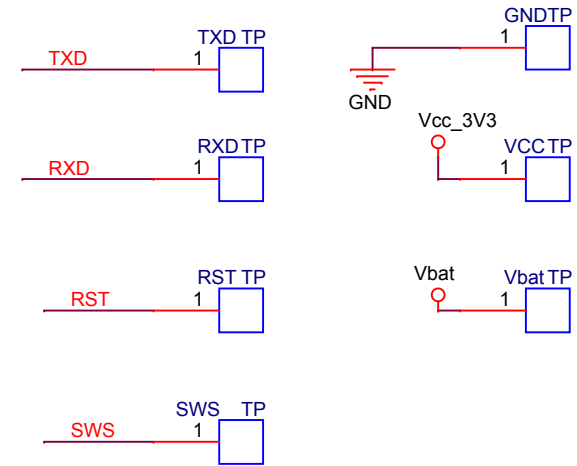 TXD TP
TXD 1
GNDTP
1
GND
RXD TP
RXD 1
Vcc_3V3
VCC TP
1
RST TP
RST 1
Vbat
Vbat TP
1
SWS TP
SWS 1